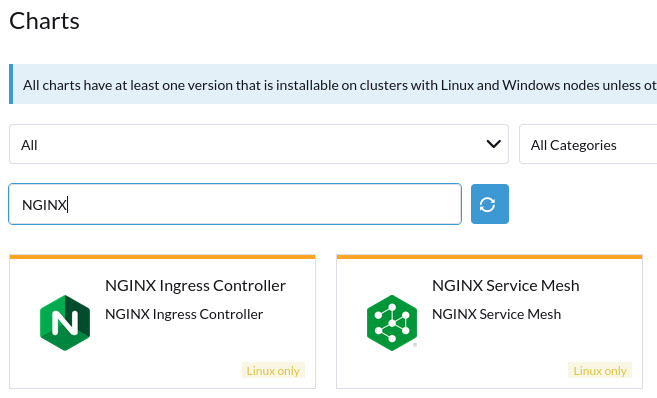 Charts
All charts have at least one version that is installable on clusters with Linux and Windows nodes unless ot
All
All Categories
NGINX
NGINX Ingress Controller
NGINX Ingress Controller
Linux only
NGINX Service Mesh
NGINX Service Mesh
Linux only